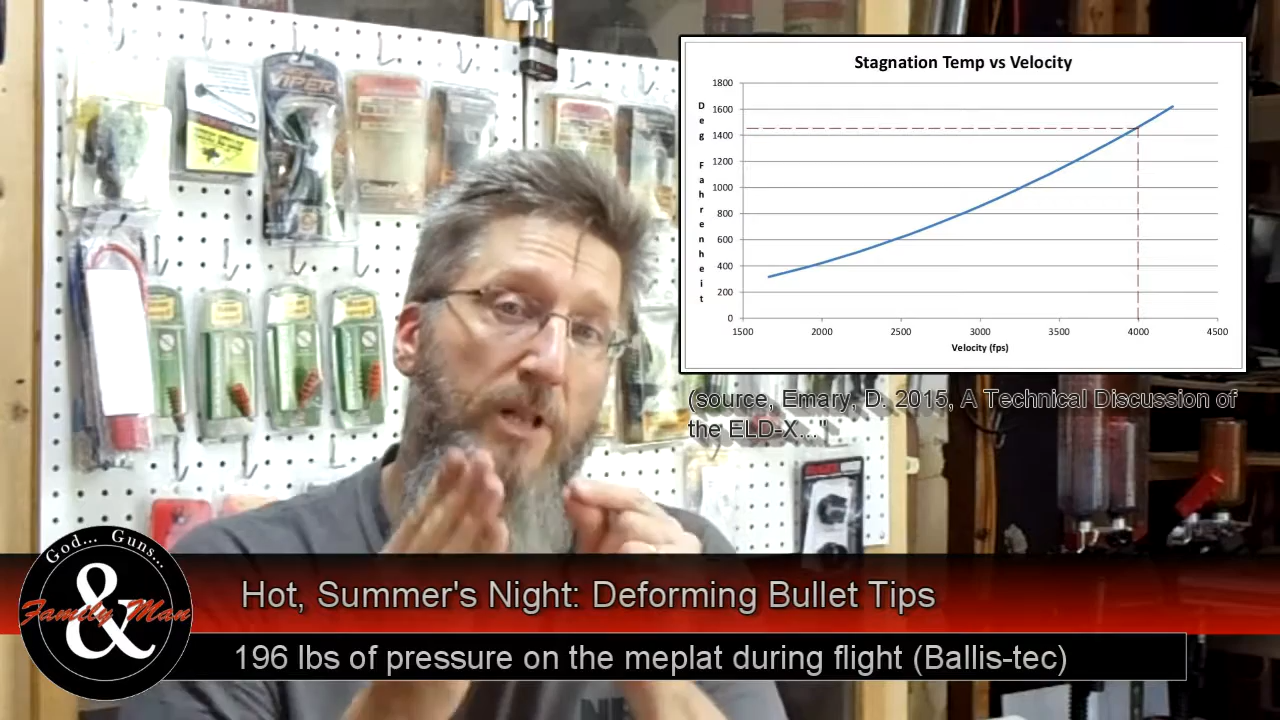 VIPER
Stagnation Temp vs Velocity
Deg Fahrenheit
1800
1600
1400
1200
1000
800
600
400
200
0
1500 2000 2500 3000 3500 4000 4500
Velocity (fps)
(source, Emary, D. 2015, A Technical Discussion of
the ELD-X..."
God... Guns...
&
Family Man
Hot, Summer's Night: Deforming Bullet Tips
196 lbs of pressure on the meplat during flight (Ballis-tec)